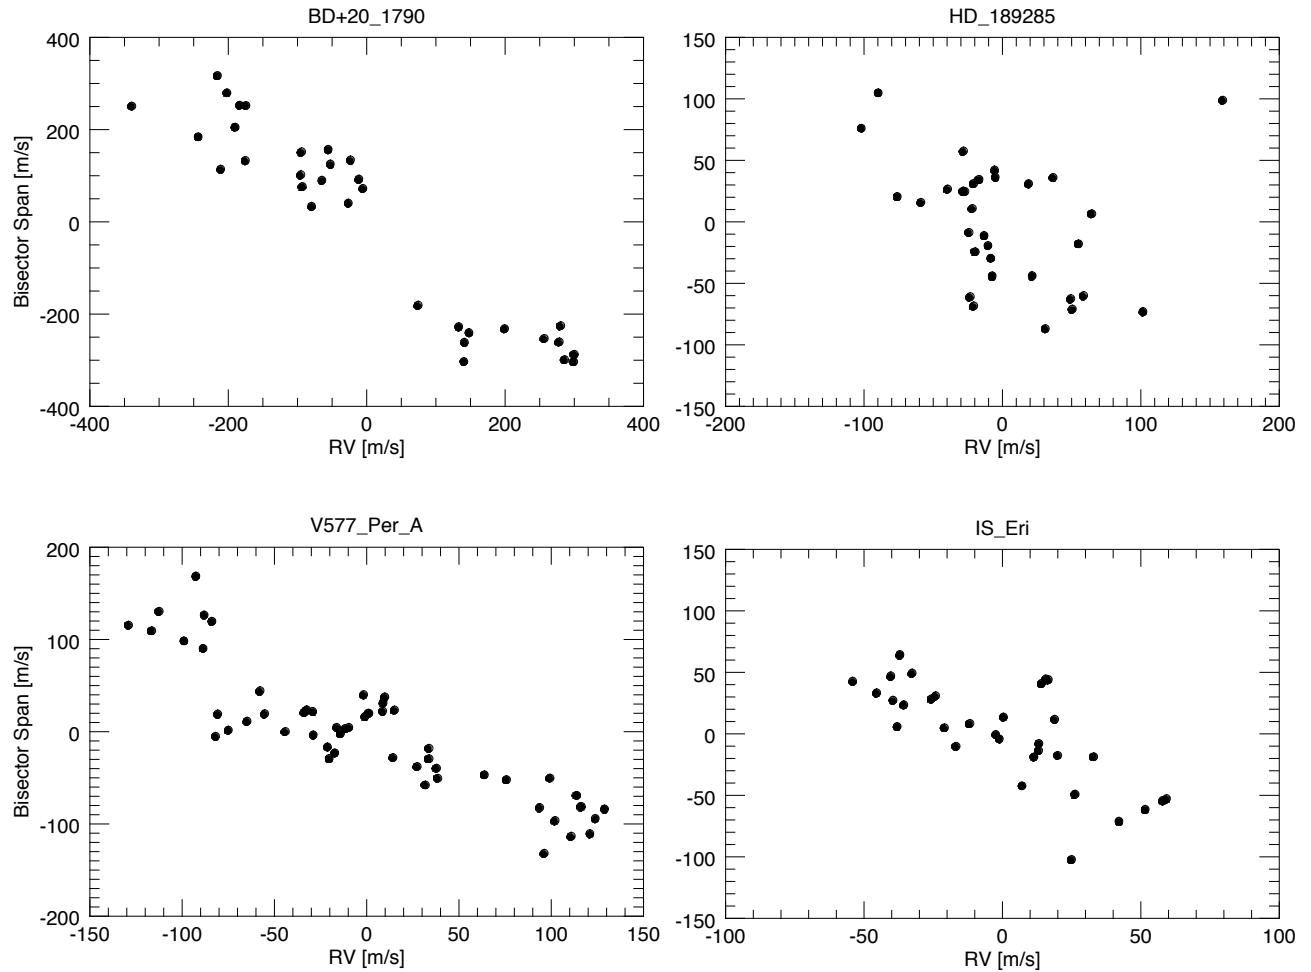 BD+20_1790
400
200
0
-200
-400
Bisector Span [m/s]
-400 -200 0 200 400
RV [m/s]
HD_189285
150
100
50
0
-50
-100
-150
-200 -100 0 100 200
RV [m/s]
V577_Per_A
200
100
0
-100
-200
Bisector Span [m/s]
-150 -100 -50 0 50 100 150
RV [m/s]
IS_Eri
150
100
50
0
-50
-100
-150
-100 -50 0 50 100
RV [m/s]